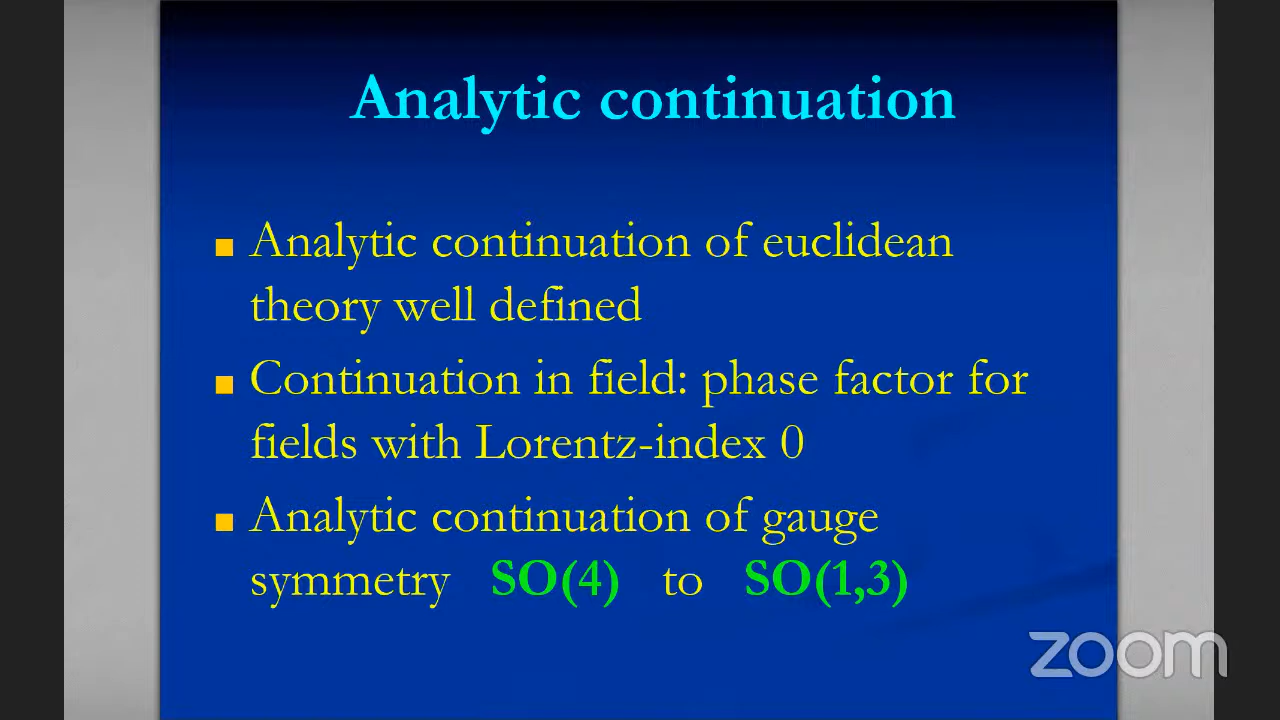 Analytic continuation
Analytic continuation of euclidean
theory well defined
Continuation in field: phase factor for
fields with Lorentz-index 0
Analytic continuation of gauge
symmetry SO(4) to SO(1,3)
zoom